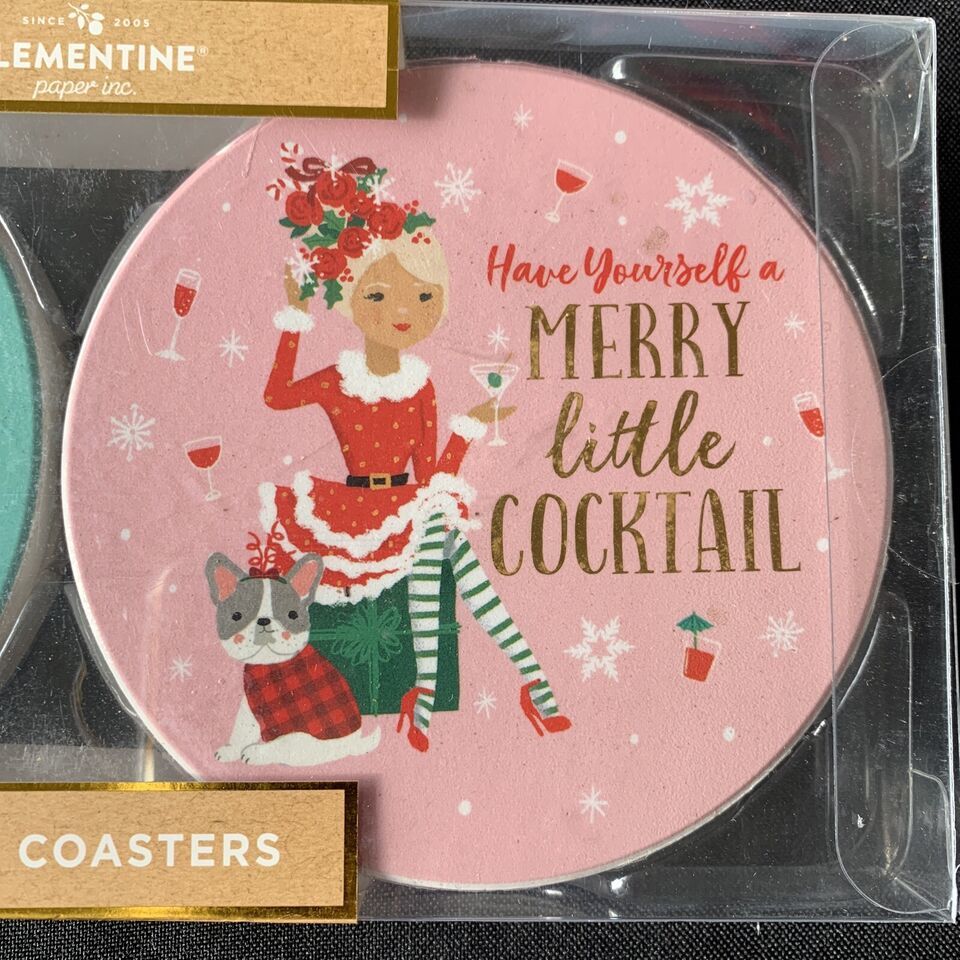 SINCE 2005
LEMENTINE®
paper inc.
Have Yourself a
MERRY
little
COCKTAIL
COASTERS